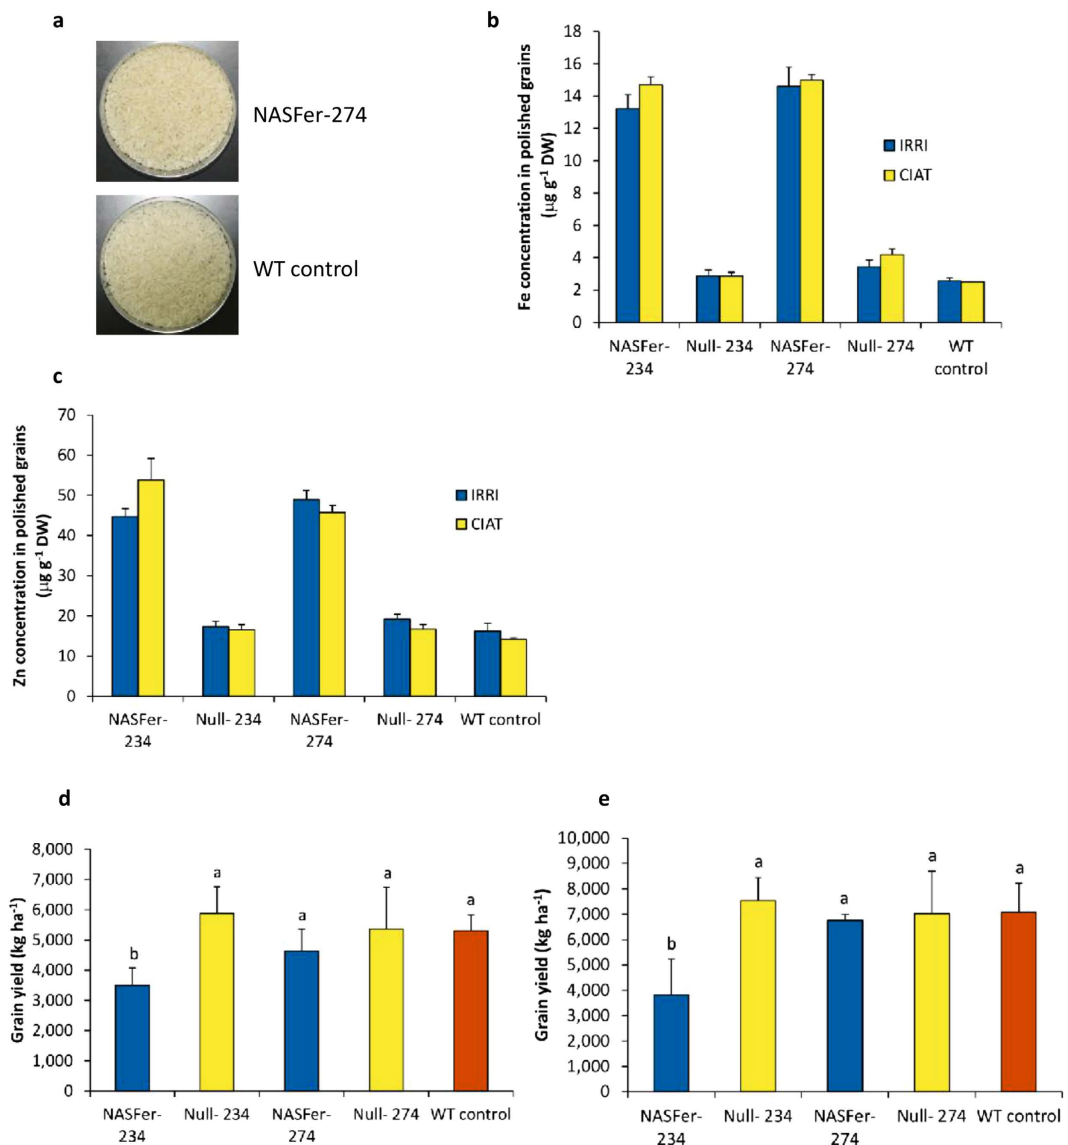 a
NASFer-274
WT control
b
Fe concentration in polished grains
(μg g-1 DW)
18
16
14
12
10
8
6
4
2
0
IRRI
CIAT
NASFer-
234
Null- 234
NASFer-
274
Null- 274
WT
control
c
Zn concentration in polished grains
(μg g-1 DW)
70
60
50
40
30
20
10
0
IRRI
CIAT
NASFer-
234
Null- 234
NASFer-
274
Null- 274
WT control
d
Grain yield (kg ha-1)
8,000
7,000
6,000
5,000
4,000
3,000
2,000
1,000
0
b
a
a
a
a
NASFer-
234
Null- 234
NASFer-
274
Null- 274
WT control
e
Grain yield (kg ha-1)
10,000
9,000
8,000
7,000
6,000
5,000
4,000
3,000
2,000
1,000
0
b
a
a
a
a
NASFer-
234
Null- 234
NASFer-
274
Null- 274
WT control